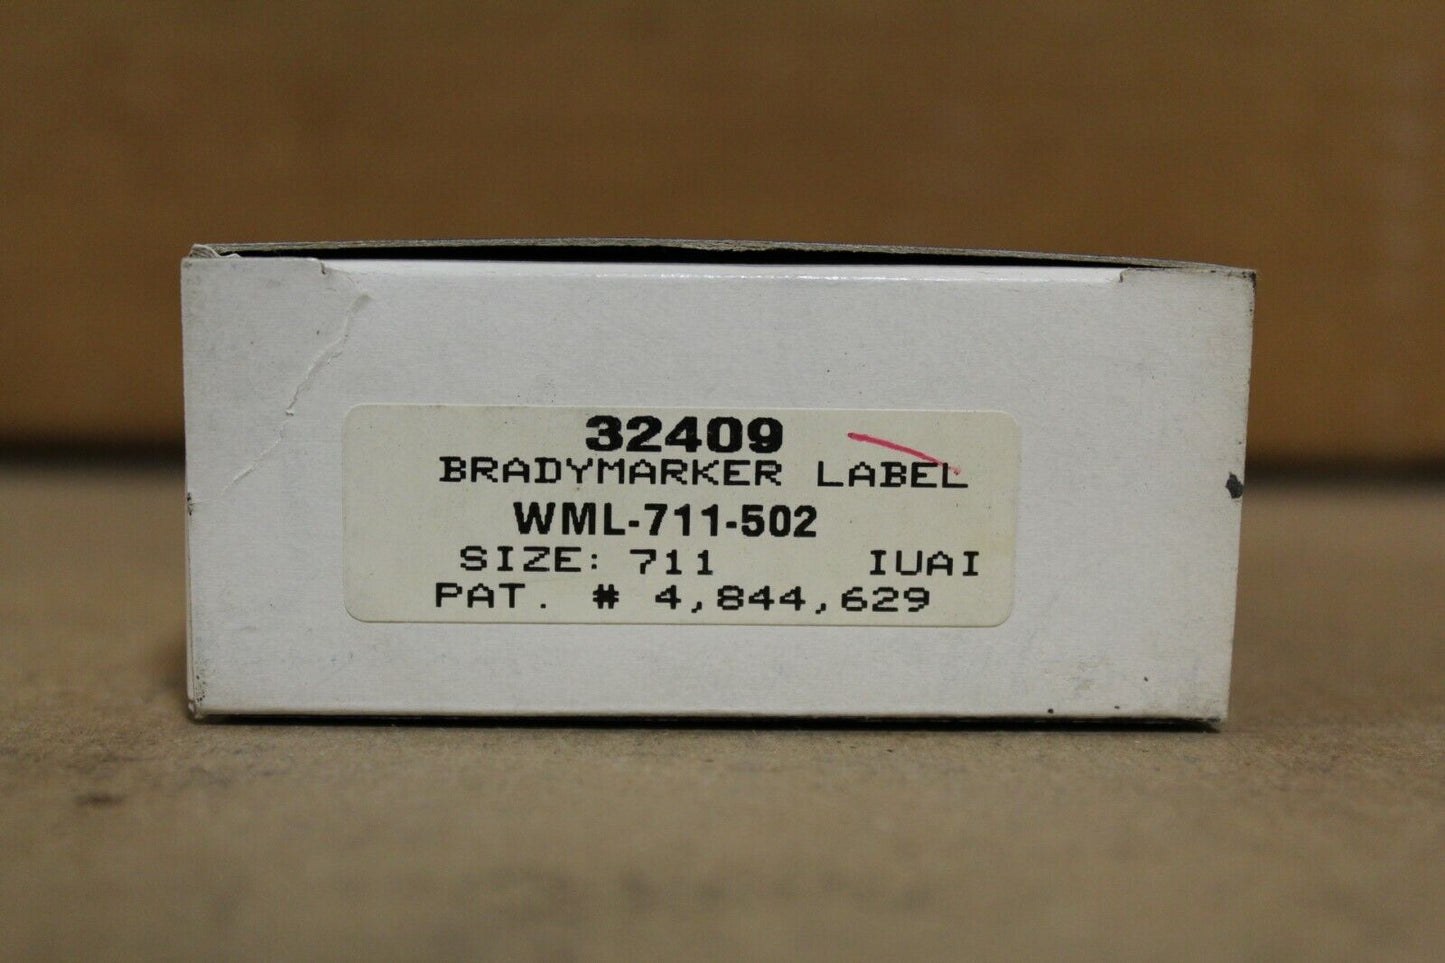 32409
BRADYMARKER LABEL
WML-711-502
SIZE: 711 IUAI
PAT. # 4,844,629